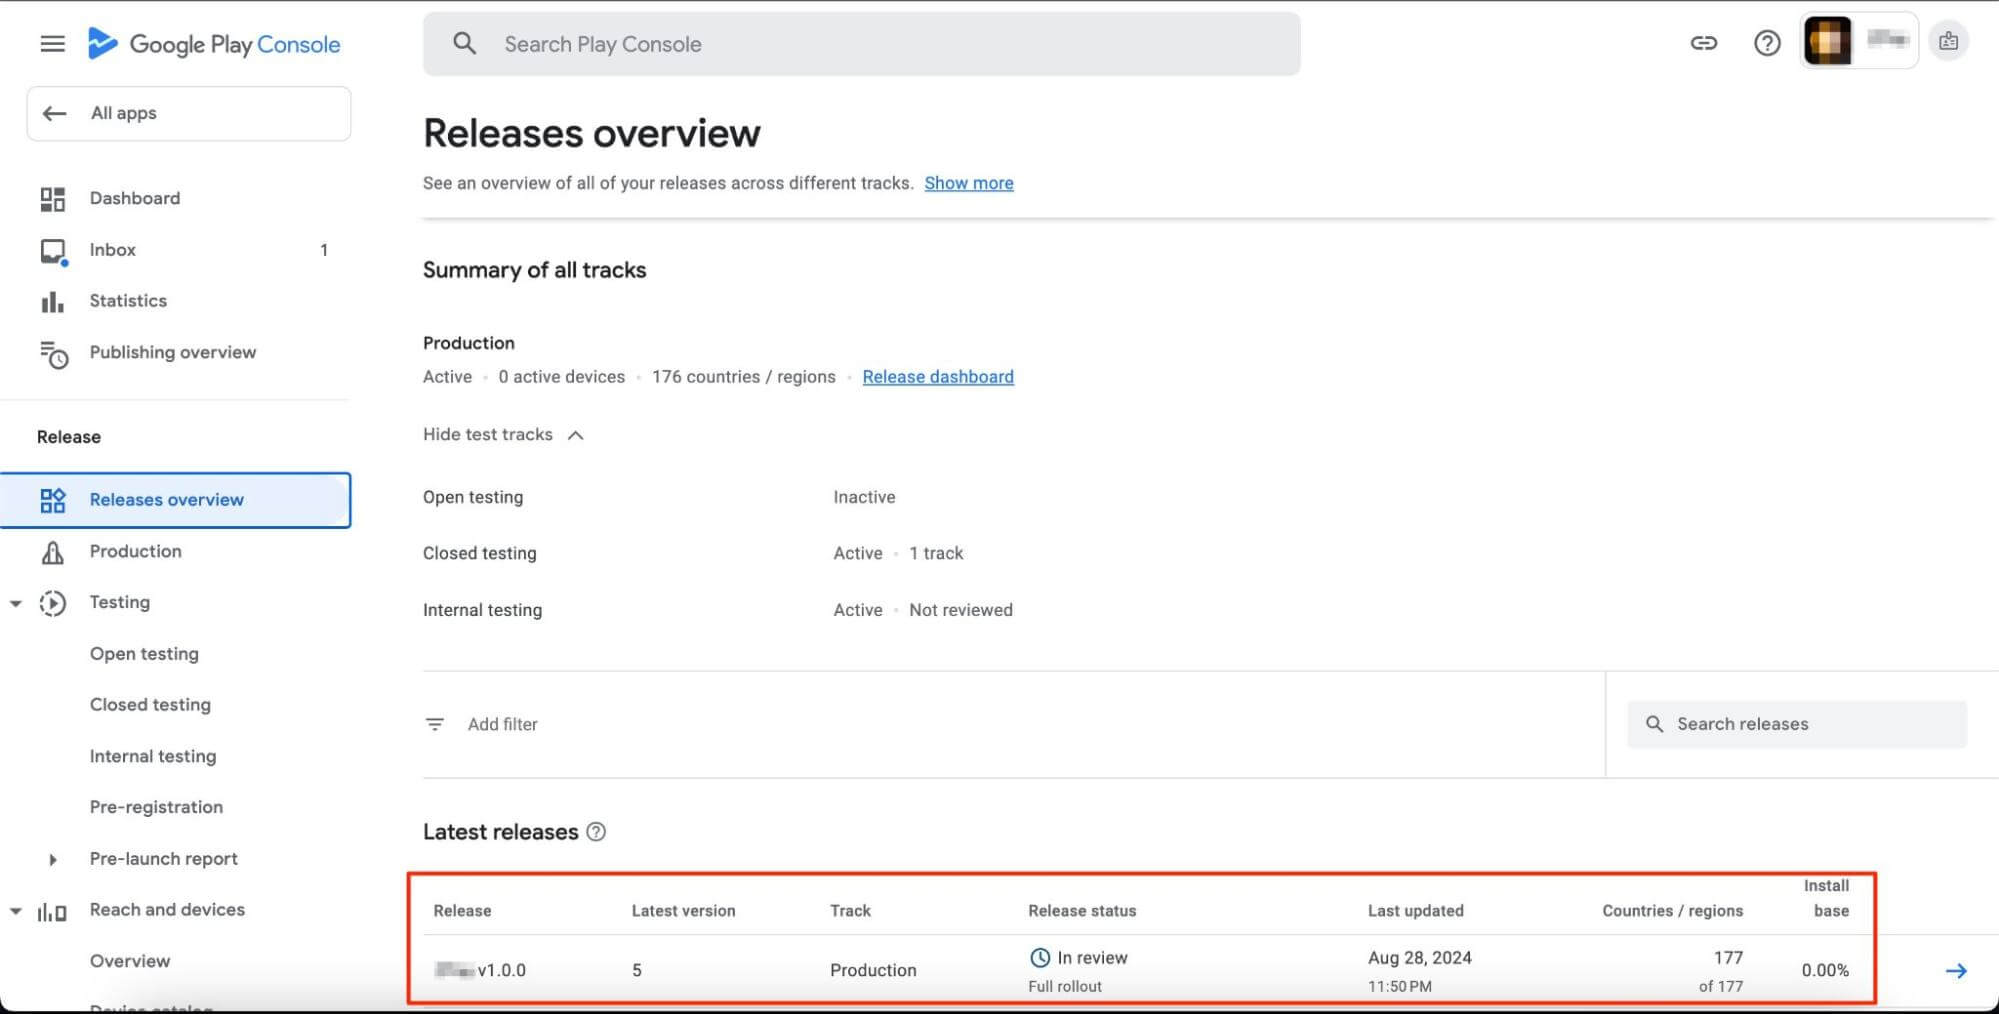 Google Play Console
Search Play Console
All apps
Dashboard
Inbox 1
Statistics
Publishing overview
Release
Releases overview
Production
Testing
Open testing
Closed testing
Internal testing
Pre-registration
Pre-launch report
Reach and devices
Overview
Device catalog
Releases overview
See an overview of all of your releases across different tracks. Show more
Summary of all tracks
Production
Active • 0 active devices • 176 countries / regions • Release dashboard
Hide test tracks
Open testing Inactive
Closed testing Active • 1 track
Internal testing Active • Not reviewed
Add filter
Search releases
Latest releases
Release Latest version Track Release status Last updated Countries / regions Install base
v1.0.0 5 Production In review Aug 28, 2024 177 0.00%
Full rollout 11:50 PM of 177